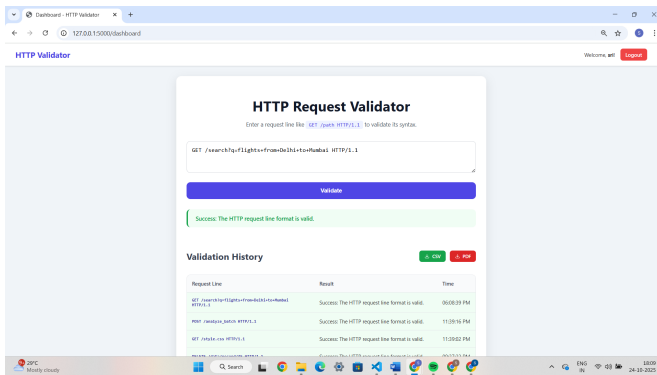 Dashboard - HTTP Validator
127.0.0.1:5000/dashboard
HTTP Validator
Welcome, arti Logout
HTTP Request Validator
Enter a request line like GET /path HTTP/1.1 to validate its syntax.
GET /search?q=flights+from+Delhi+to+Mumbai HTTP/1.1
Validate
Success: The HTTP request line format is valid.
Validation History
CSV PDF
Request Line Result Time
GET /search?q=flights+from+Delhi+to+Mumbai
HTTP/1.1
Success: The HTTP request line format is valid. 06:08:39 PM
POST /analyze_batch HTTP/1.1 Success: The HTTP request line format is valid. 11:39:16 PM
GET /style.css HTTP/1.1 Success: The HTTP request line format is valid. 11:39:02 PM
29°C
Mostly cloudy
Search
ENG
IN
18:09
24-10-2025